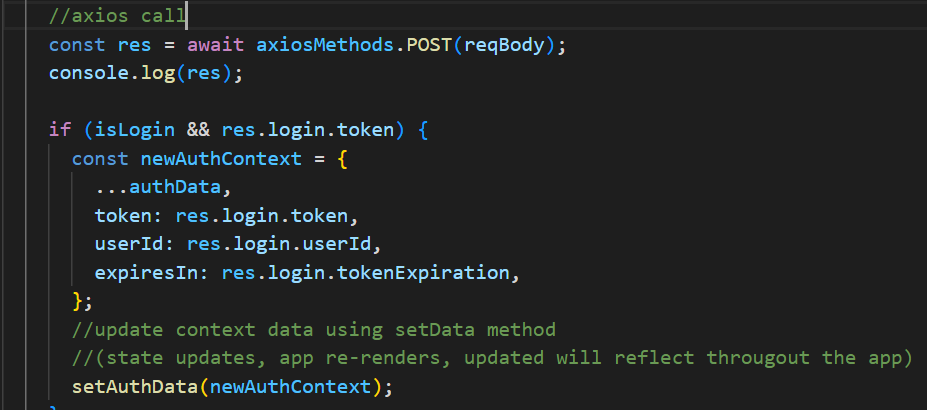 //axios call
const res = await axiosMethods.POST(reqBody);
console.log(res);
if (isLogin && res.login.token) {
const newAuthContext = {
...authData,
token: res.login.token,
userId: res.login.userId,
expiresIn: res.login.tokenExpiration,
};
//update context data using setData method
//(state updates, app re-renders, updated will reflect througout the app)
setAuthData(newAuthContext);
}